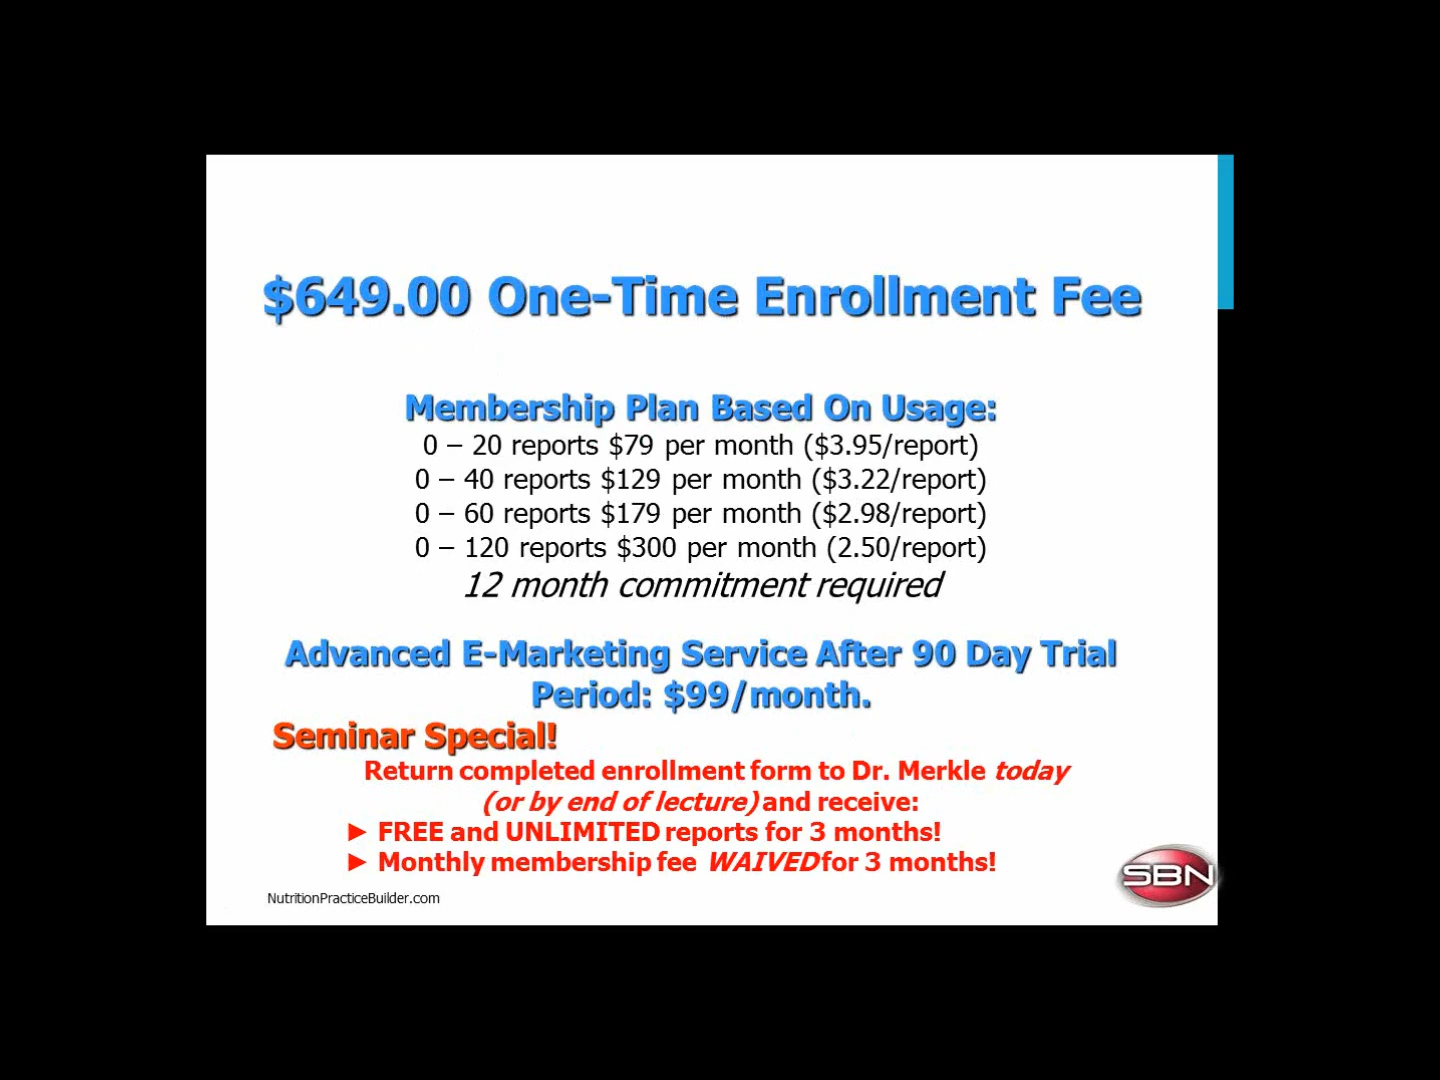 $649.00 One-Time Enrollment Fee
Membership Plan Based On Usage:
0 – 20 reports $79 per month ($3.95/report)
0 – 40 reports $129 per month ($3.22/report)
0 – 60 reports $179 per month ($2.98/report)
0 – 120 reports $300 per month (2.50/report)
12 month commitment required
Advanced E-Marketing Service After 90 Day Trial
Period: $99/month.
Seminar Special!
Return completed enrollment form to Dr. Merkle today
(or by end of lecture) and receive:
► FREE and UNLIMITED reports for 3 months!
► Monthly membership fee WAIVED for 3 months!
NutritionPracticeBuilder.com
SBN